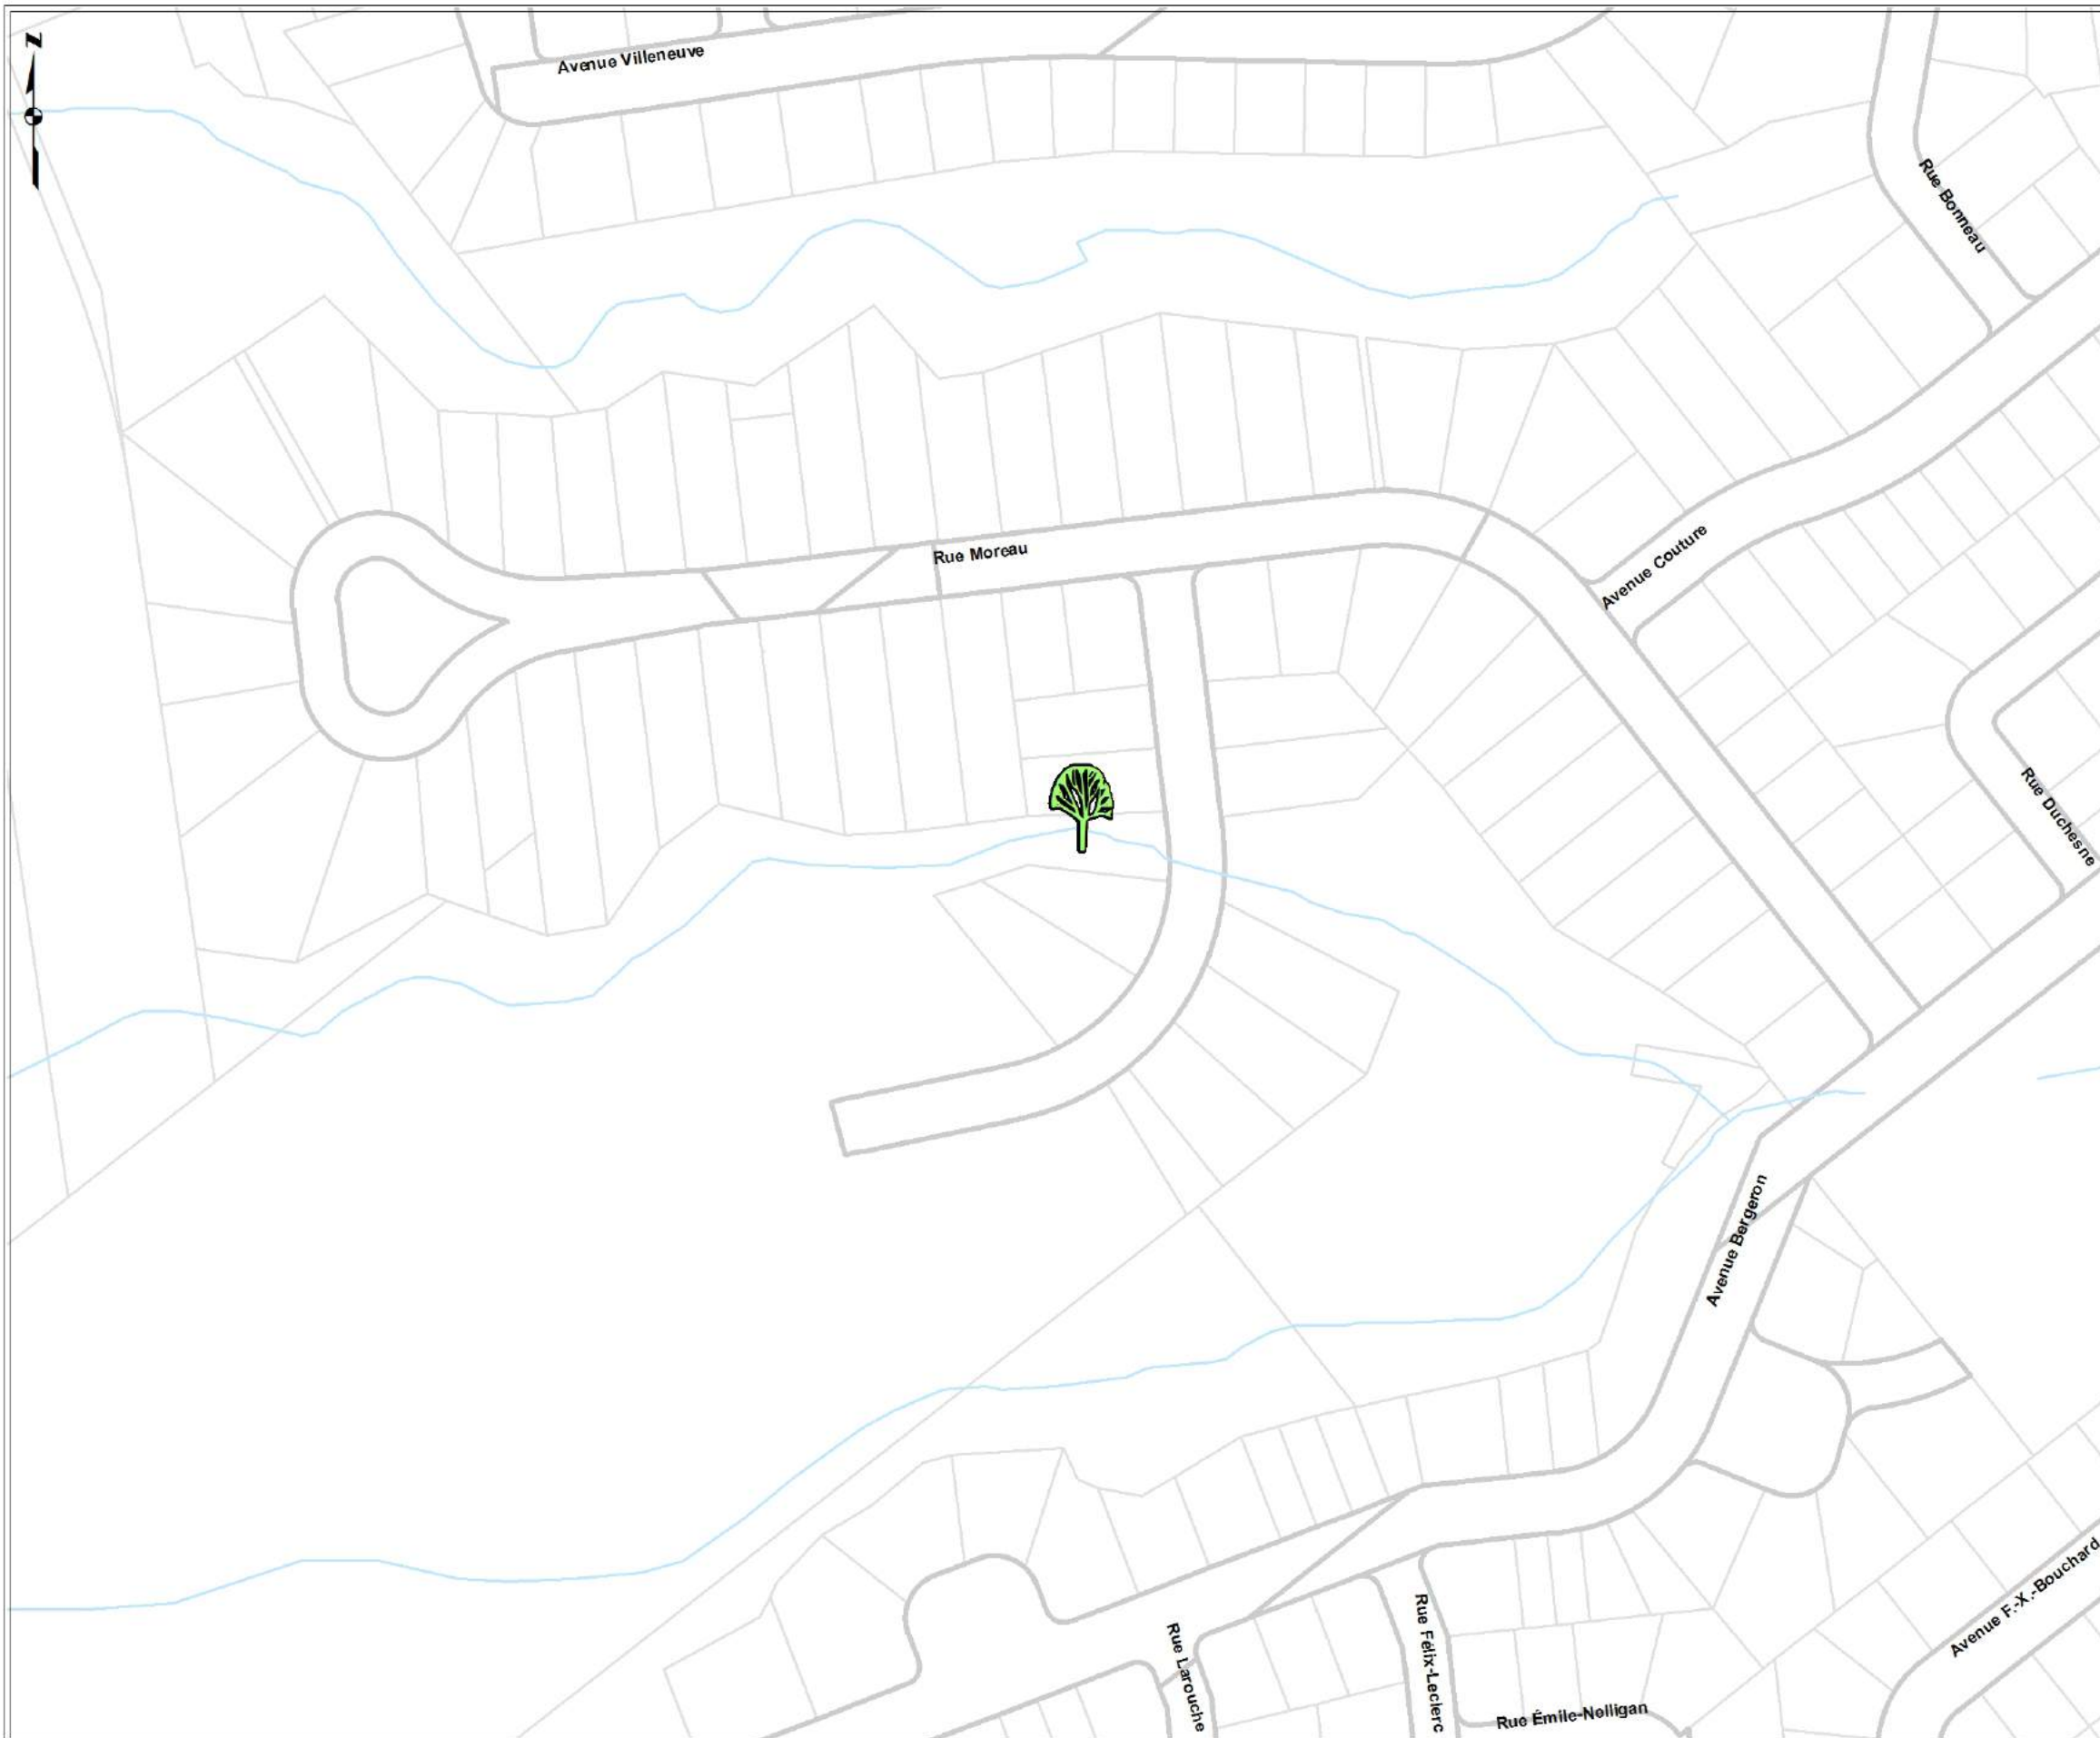 N
Avenue Villeneuve
Rue Bonneau
Rue Moreau
Avenue Couture
Rue Duchesne
Avenue Bergeron
Avenue F.-X.-Bouchard
Rue Larouche
Rue Félix-Leclerc
Rue Émile-Nelligan